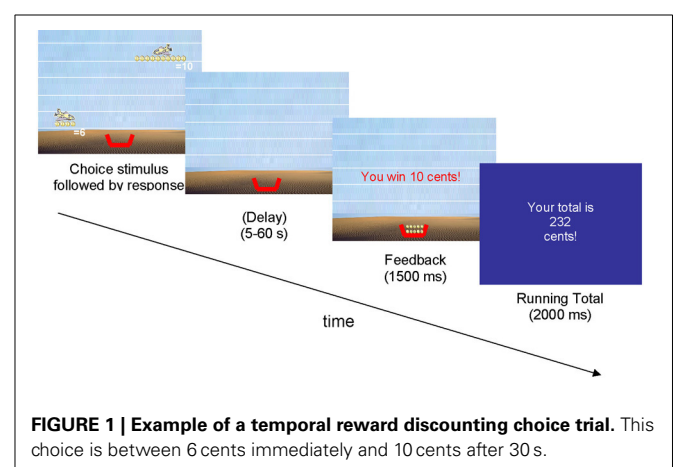 =10
=6
Choice stimulus
followed by response
(Delay)
(5-60 s)
You win 10 cents!
Feedback
(1500 ms)
Your total is
232
cents!
Running Total
(2000 ms)
time
FIGURE 1 | Example of a temporal reward discounting choice trial. This
choice is between 6 cents immediately and 10 cents after 30 s.